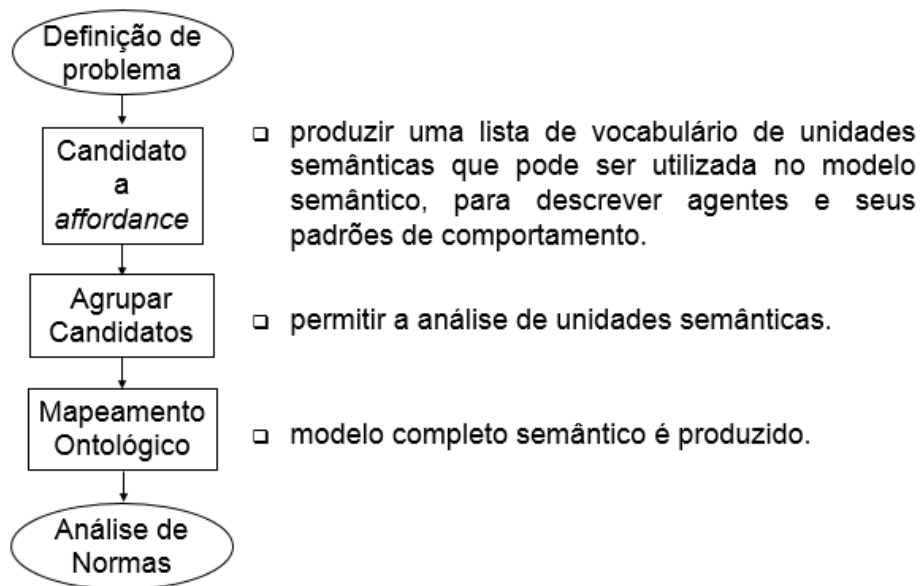 Definição de
problema
Candidato
a
affordance
❑ produzir uma lista de vocabulário de unidades
semânticas que pode ser utilizada no modelo
semântico, para descrever agentes e seus
padrões de comportamento.
Agrupar
Candidatos
❑ permitir a análise de unidades semânticas.
Mapeamento
Ontológico
❑ modelo completo semântico é produzido.
Análise de
Normas